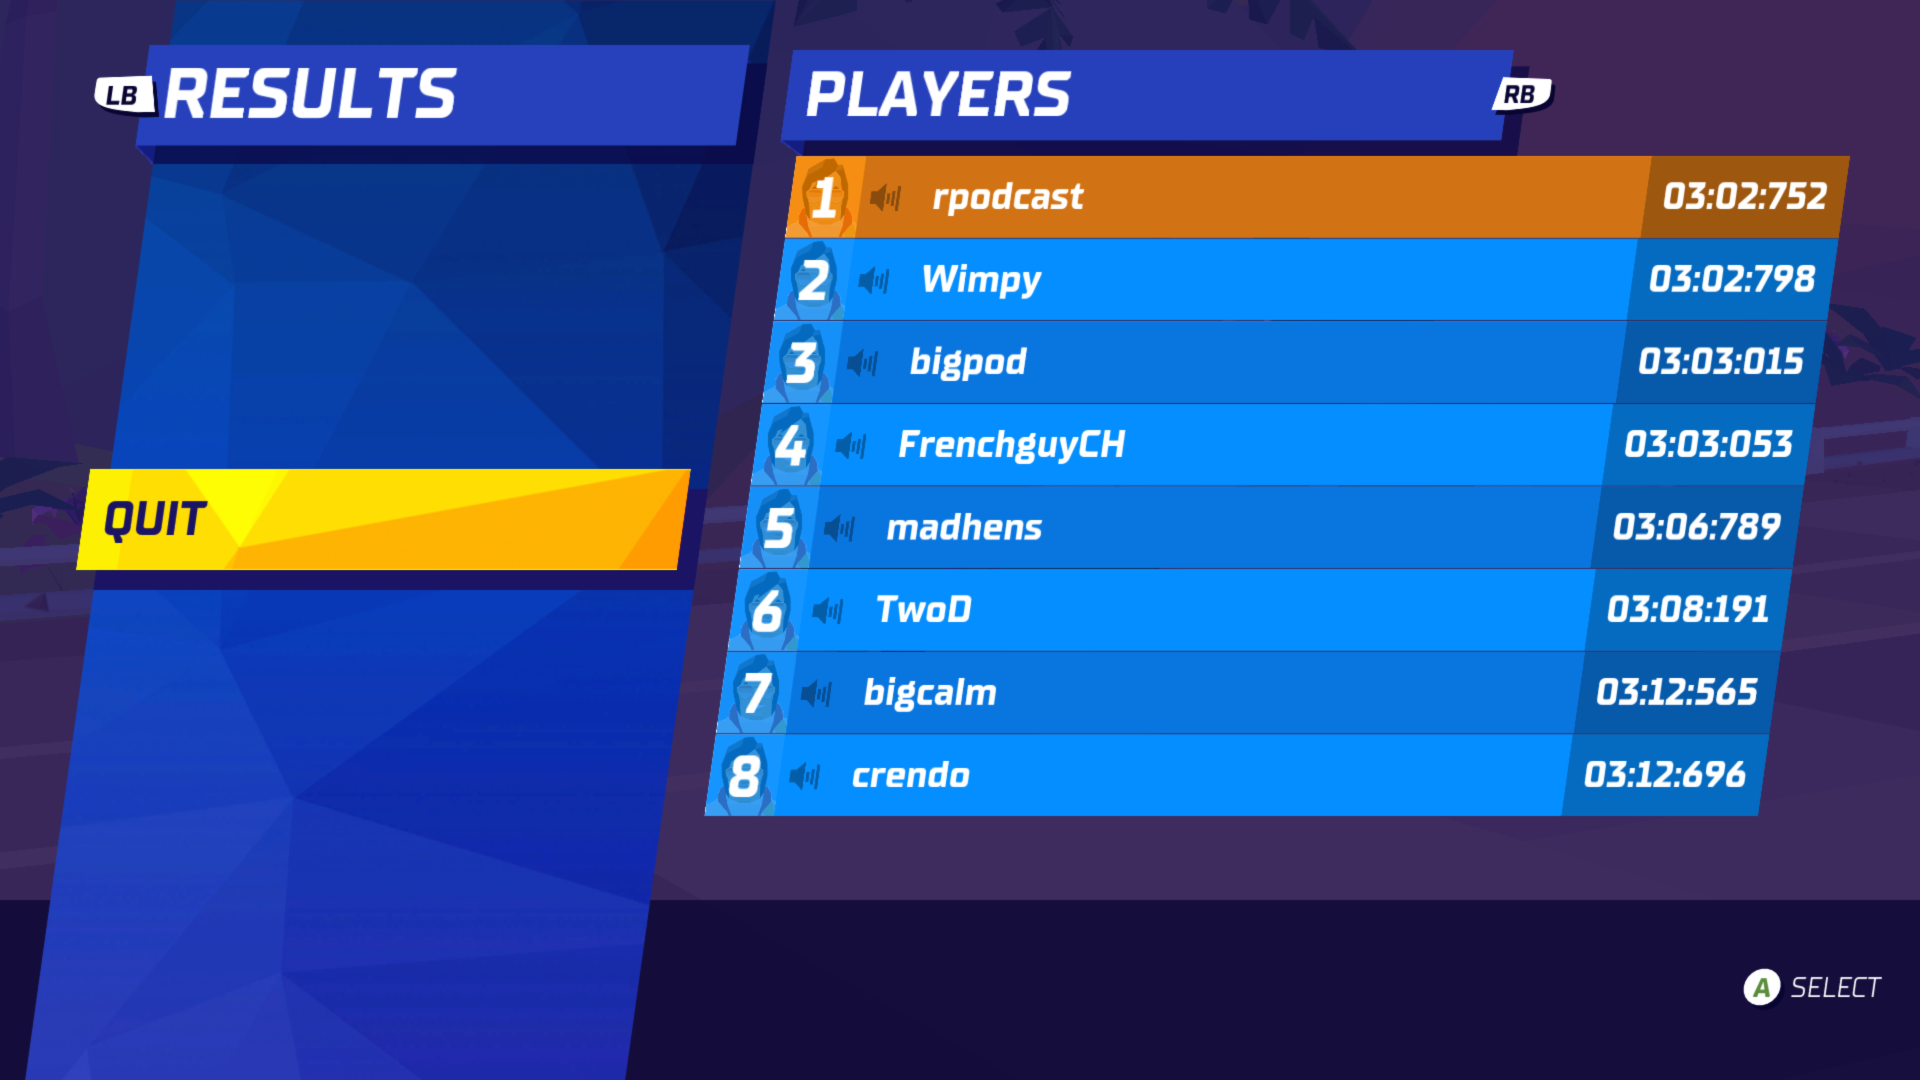 LB RESULTS
PLAYERS RB
1 rpodcast 03:02:752
2 Wimpy 03:02:798
3 bigpod 03:03:015
4 FrenchguyCH 03:03:053
QUIT
5 madhens 03:06:789
6 TwoD 03:08:191
7 bigcalm 03:12:565
8 crendo 03:12:696
A SELECT